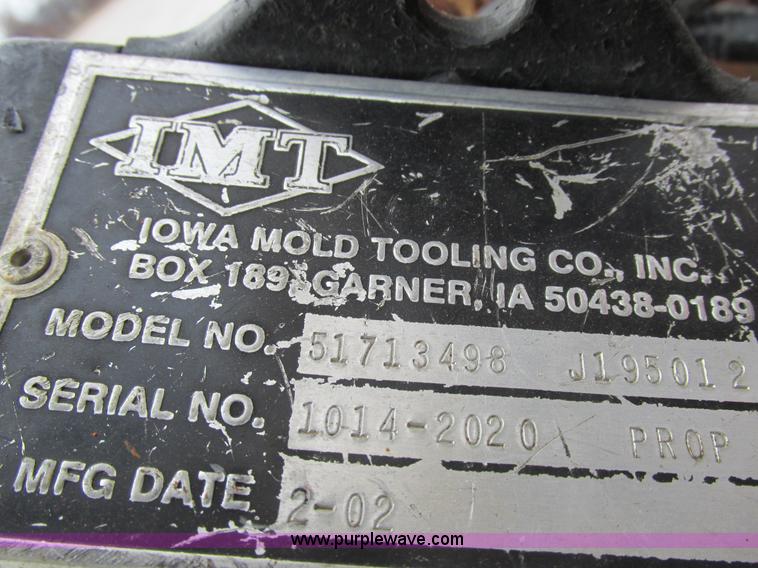 IMT
IOWA MOLD TOOLING CO., INC.
BOX 189, GARNER, IA 50438-0189
MODEL NO. 51713498 J195012
SERIAL NO. 1014-2020 PROP
MFG DATE 2-02
www.purplewave.com